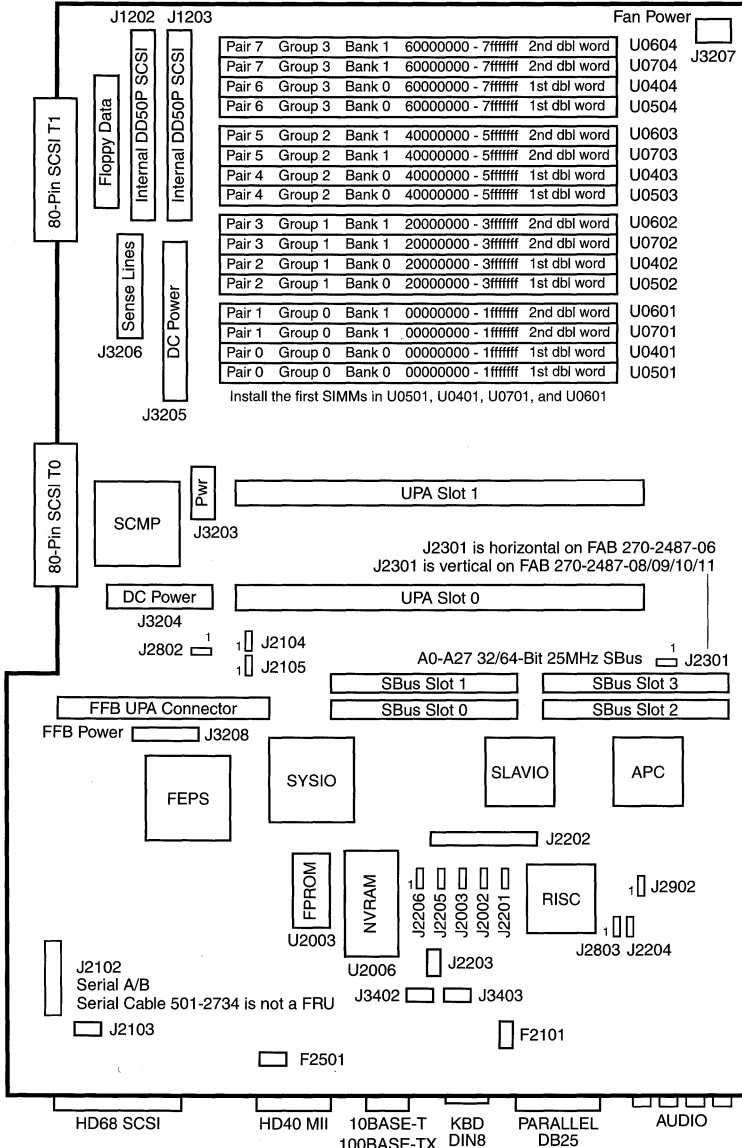 J1202 J1203
Fan Power
J3207
80-Pin SCSI T1
Floppy Data
Internal DD50P SCSI
Internal DD50P SCSI
Pair 7 Group 3 Bank 1 60000000 - 7fffffff 2nd dbl word U0604
Pair 7 Group 3 Bank 1 60000000 - 7fffffff 2nd dbl word U0704
Pair 6 Group 3 Bank 0 60000000 - 7fffffff 1st dbl word U0404
Pair 6 Group 3 Bank 0 60000000 - 7fffffff 1st dbl word U0504
Pair 5 Group 2 Bank 1 40000000 - 5fffffff 2nd dbl word U0603
Pair 5 Group 2 Bank 1 40000000 - 5fffffff 2nd dbl word U0703
Pair 4 Group 2 Bank 0 40000000 - 5fffffff 1st dbl word U0403
Pair 4 Group 2 Bank 0 40000000 - 5fffffff 1st dbl word U0503
Pair 3 Group 1 Bank 1 20000000 - 3fffffff 2nd dbl word U0602
Pair 3 Group 1 Bank 1 20000000 - 3fffffff 2nd dbl word U0702
Pair 2 Group 1 Bank 0 20000000 - 3fffffff 1st dbl word U0402
Pair 2 Group 1 Bank 0 20000000 - 3fffffff 1st dbl word U0502
Pair 1 Group 0 Bank 1 00000000 - 1fffffff 2nd dbl word U0601
Pair 1 Group 0 Bank 1 00000000 - 1fffffff 2nd dbl word U0701
Pair 0 Group 0 Bank 0 00000000 - 1fffffff 1st dbl word U0401
Pair 0 Group 0 Bank 0 00000000 - 1fffffff 1st dbl word U0501
Install the first SIMMs in U0501, U0401, U0701, and U0601
Sense Lines
J3206
DC Power
J3205
80-Pin SCSI T0
SCMP
Pwr
J3203
UPA Slot 1
J2301 is horizontal on FAB 270-2487-06
J2301 is vertical on FAB 270-2487-08/09/10/11
DC Power
J3204
UPA Slot 0
J2802 1
1 J2104
1 J2105
A0-A27 32/64-Bit 25MHz SBus
1
J2301
SBus Slot 1
SBus Slot 3
FFB UPA Connector
SBus Slot 0
SBus Slot 2
FFB Power
J3208
FEPS
SYSIO
SLAVIO
APC
J2202
FPROM
U2003
NVRAM
U2006
1
J2206
J2205
J2003
J2002
J2201
RISC
1 J2902
1
J2803 J2204
J2203
J3402
J3403
J2102
Serial A/B
Serial Cable 501-2734 is not a FRU
J2103
F2501
F2101
HD68 SCSI
HD40 MII
10BASE-T
100BASE-TX
KBD
DIN8
PARALLEL
DB25
AUDIO